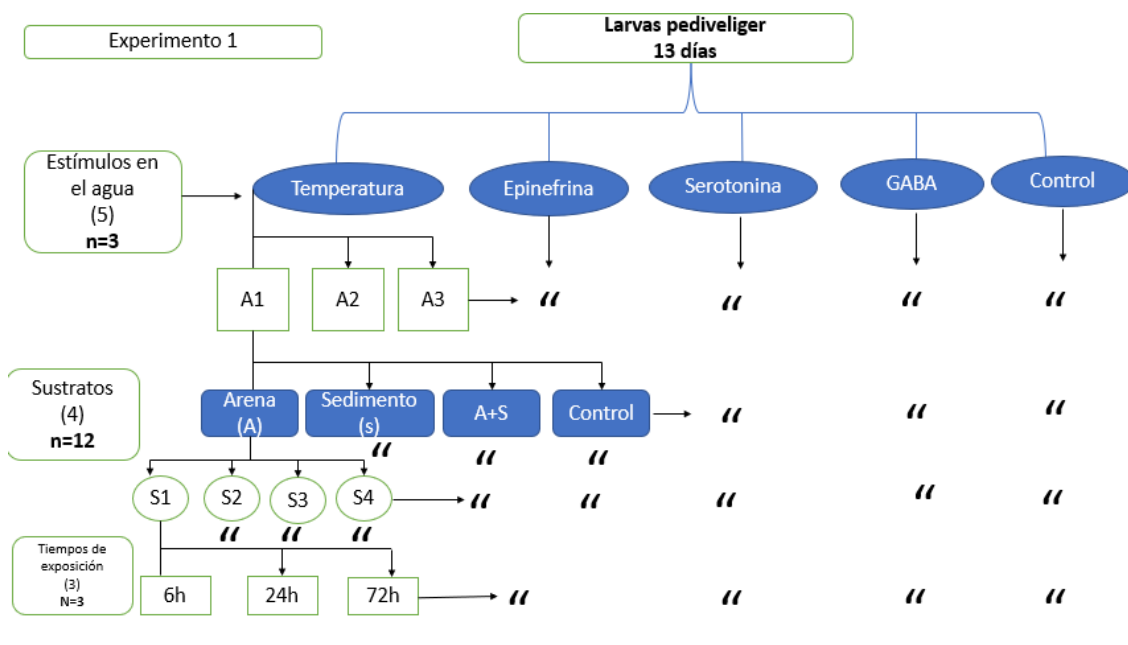 Experimento 1
Larvas pediveliger
13 días
Estímulos en
el agua
(5)
n=3
Temperatura
Epinefrina
Serotonina
GABA
Control
A1
A2
A3
“
“
“
“
Sustratos
(4)
n=12
Arena
(A)
Sedimento
(s)
A+S
Control
“
“
“
“
“
“
S1
S2
S3
S4
“
“
“
“
“
“
“
“
Tiempos de
exposición
(3)
N=3
6h
24h
72h
“
“
“
“